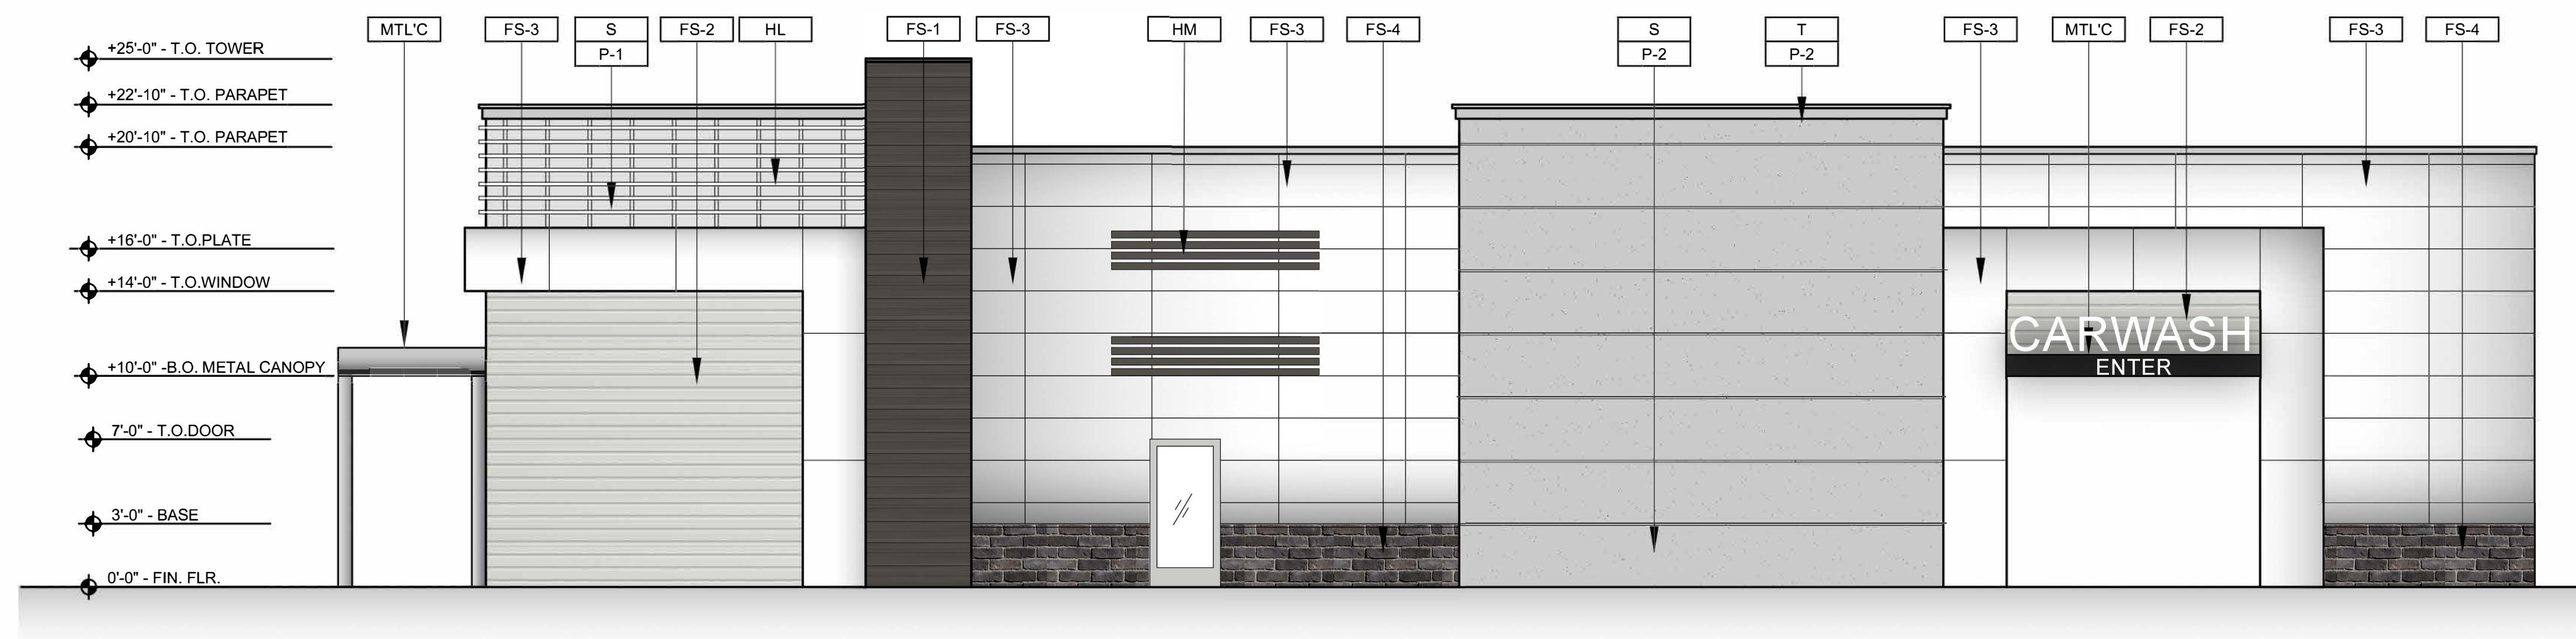 MTL'C
FS-3
S
P-1
FS-2
HL
FS-1
FS-3
HM
FS-3
FS-4
S
P-2
T
P-2
FS-3
MTL'C
FS-2
FS-3
FS-4
+25'-0" - T.O. TOWER
+22'-10" - T.O. PARAPET
+20'-10" - T.O. PARAPET
+16'-0" - T.O.PLATE
+14'-0" - T.O.WINDOW
+10'-0" -B.O. METAL CANOPY
7'-0" - T.O.DOOR
3'-0" - BASE
0'-0" - FIN. FLR.
CARWASH
ENTER